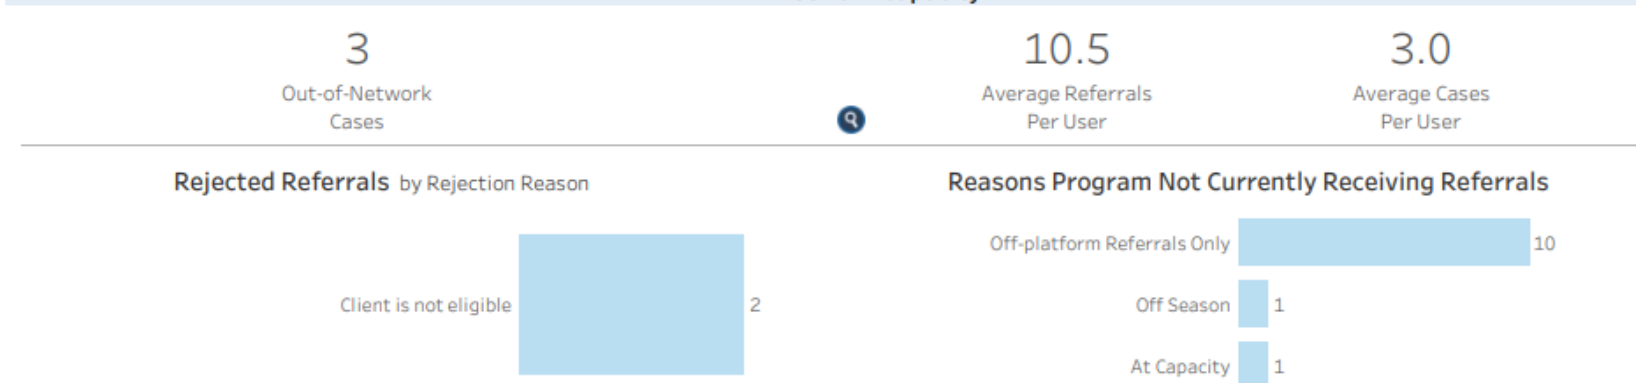 3
Out-of-Network
Cases
10.5
Average Referrals
Per User
3.0
Average Cases
Per User
Rejected Referrals by Rejection Reason
Client is not eligible 2
Reasons Program Not Currently Receiving Referrals
Off-platform Referrals Only 10
Off Season 1
At Capacity 1